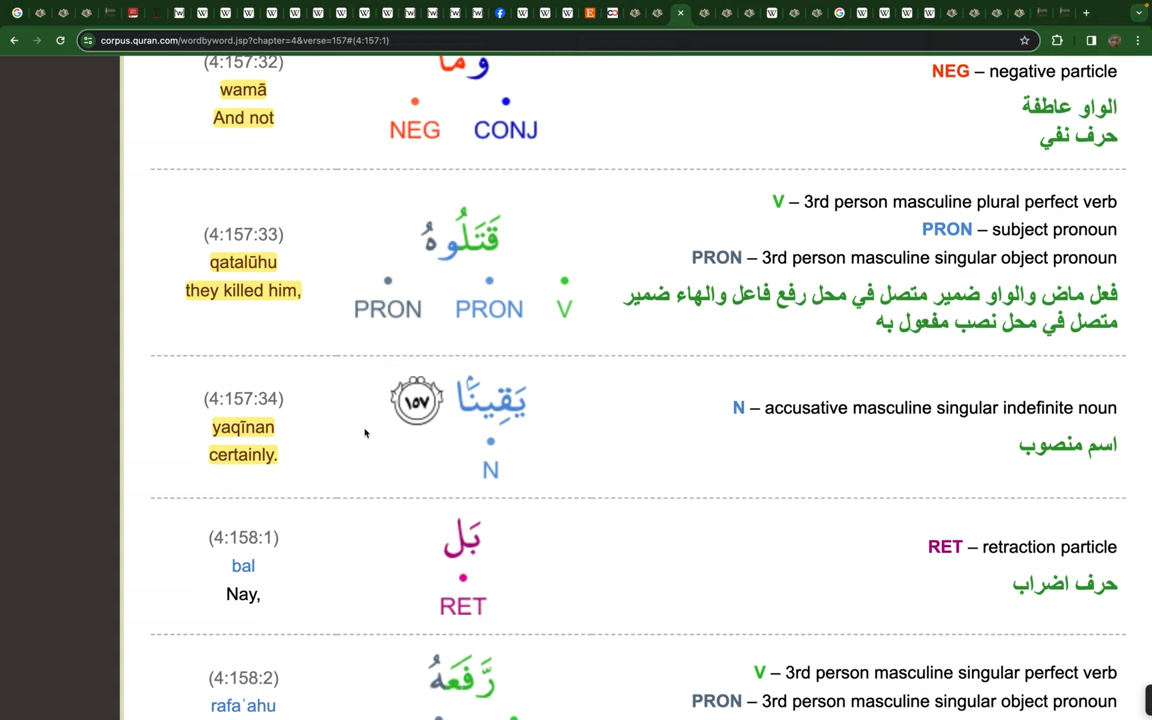 corpus.quran.com/wordbyword.jsp?chapter=4&verse=157#(4:157:1)
(4:157:32)
wamā
And not
وما
NEG CONJ
NEG – negative particle
الواو عاطفة
حرف نفي
(4:157:33)
qatalūhu
they killed him,
قَتَلُوهُ
PRON PRON V
V – 3rd person masculine plural perfect verb
PRON – subject pronoun
PRON – 3rd person masculine singular object pronoun
فعل ماض والواو ضمير متصل في محل رفع فاعل والهاء ضمير
متصل في محل نصب مفعول به
(4:157:34)
yaqīnan
certainly.
يَقِينًۢا ١٥٧
N
N – accusative masculine singular indefinite noun
اسم منصوب
(4:158:1)
bal
Nay,
بَل
RET
RET – retraction particle
حرف اضراب
(4:158:2)
rafaʿahu
رَّفَعَهُ
V – 3rd person masculine singular perfect verb
PRON – 3rd person masculine singular object pronoun